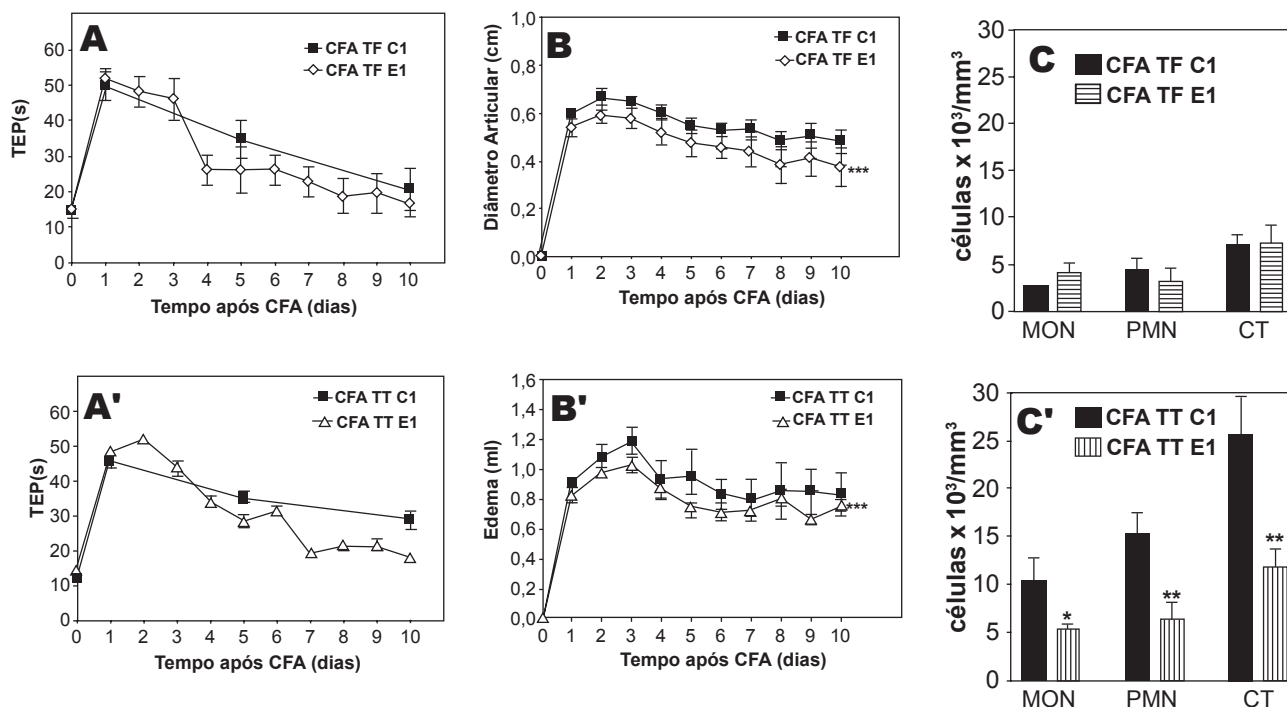 A
CFA TF C1
CFA TF E1
TEP(s)
60
50
40
30
20
10
0
0 1 2 3 4 5 6 7 8 9 10
Tempo após CFA (dias)
B
CFA TF C1
CFA TF E1
Diâmetro Articular (cm)
1,0
0,8
0,6
0,4
0,2
0,0
***
0 1 2 3 4 5 6 7 8 9 10
Tempo após CFA (dias)
C
CFA TF C1
CFA TF E1
células x 10³/mm³
30
25
20
15
10
5
0
MON PMN CT
A'
CFA TT C1
CFA TT E1
TEP(s)
60
50
40
30
20
10
0
0 1 2 3 4 5 6 7 8 9 10
Tempo após CFA (dias)
B'
CFA TT C1
CFA TT E1
Edema (ml)
1,6
1,4
1,2
1,0
0,8
0,6
0,4
0,2
0,0
***
0 1 2 3 4 5 6 7 8 9 10
Tempo após CFA (dias)
C'
CFA TT C1
CFA TT E1
células x 10³/mm³
30
25
20
15
10
5
0
* ** **
MON PMN CT